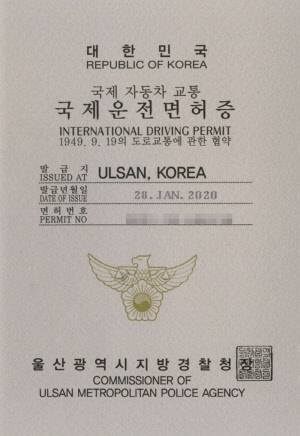 대한민국
REPUBLIC OF KOREA
국제 자동차 교통
국제운전면허증
INTERNATIONAL DRIVING PERMIT
1949. 9. 19의 도로교통에 관한 협약
발급지
ISSUED AT ULSAN, KOREA
발급년월일
DATE OF ISSUE 28. JAN. 2020
면허번호
PERMIT NO
울산광역시지방경찰청장
COMMISSIONER OF
ULSAN METROPOLITAN POLICE AGENCY